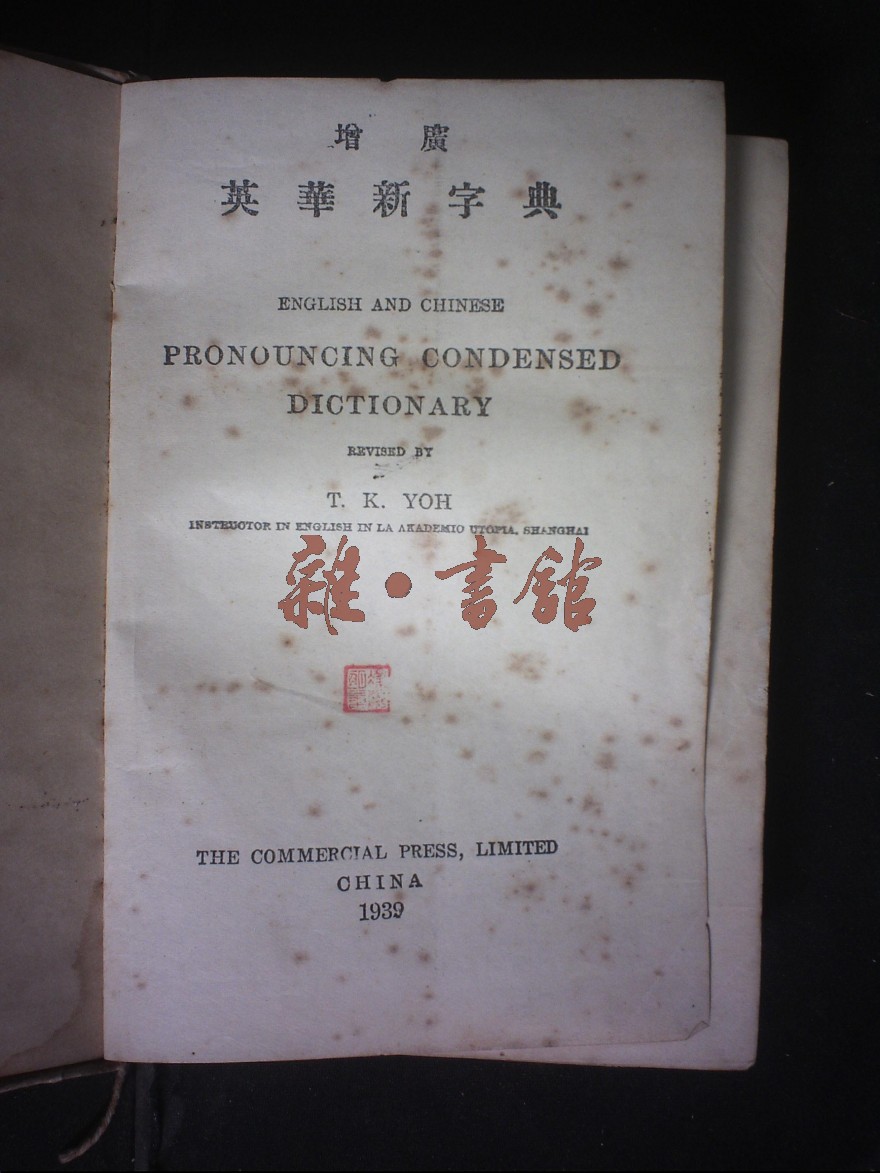 增廣
英華新字典
ENGLISH AND CHINESE
PRONOUNCING CONDENSED
DICTIONARY
REVISED BY
T. K. YOH
INSTRUCTOR IN ENGLISH IN LA AKADEMIO UTOPIA, SHANGHAI
雜·書館
THE COMMERCIAL PRESS, LIMITED
CHINA
1939